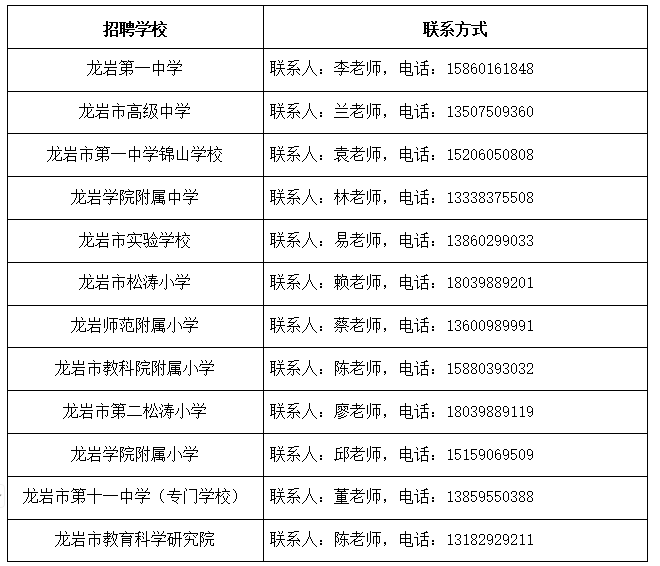 招聘学校 联系方式
龙岩第一中学 联系人：李老师，电话：15860161848
龙岩市高级中学 联系人：兰老师，电话：13507509360
龙岩市第一中学锦山学校 联系人：袁老师，电话：15206050808
龙岩学院附属中学 联系人：林老师，电话：13338375508
龙岩市实验学校 联系人：易老师，电话：13860299033
龙岩市松涛小学 联系人：赖老师，电话：18039889201
龙岩师范附属小学 联系人：蔡老师，电话：13600989991
龙岩市教科院附属小学 联系人：陈老师，电话：15880393032
龙岩市第二松涛小学 联系人：廖老师，电话：18039889119
龙岩学院附属小学 联系人：邱老师，电话：15159069509
龙岩市第十一中学（专门学校） 联系人：董老师，电话：13859550388
龙岩市教育科学研究院 联系人：陈老师，电话：13182929211